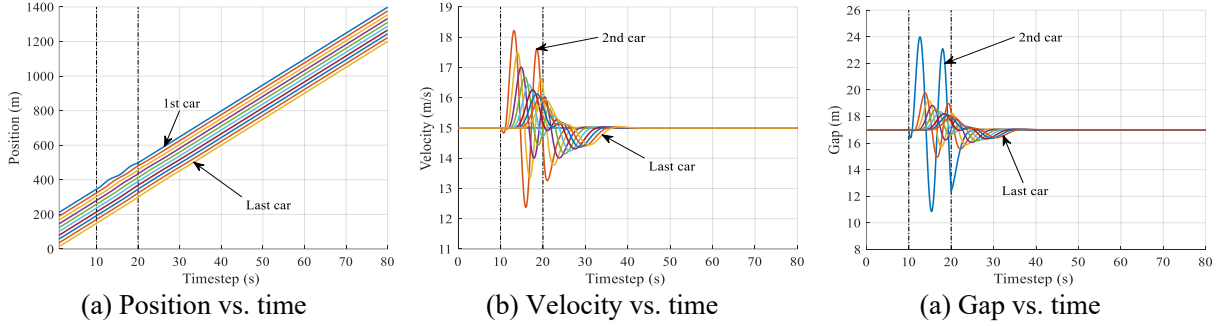 1400
1200
1000
800
600
400
200
0
Position (m)
1st car
Last car
10 20 30 40 50 60 70 80
Timestep (s)
(a) Position vs. time
19
18
17
16
15
14
13
12
11
Velocity (m/s)
2nd car
Last car
0 10 20 30 40 50 60 70 80
Timestep (s)
(b) Velocity vs. time
26
24
22
20
18
16
14
12
10
8
Gap (m)
2nd car
Last car
0 10 20 30 40 50 60 70 80
Timestep (s)
(a) Gap vs. time